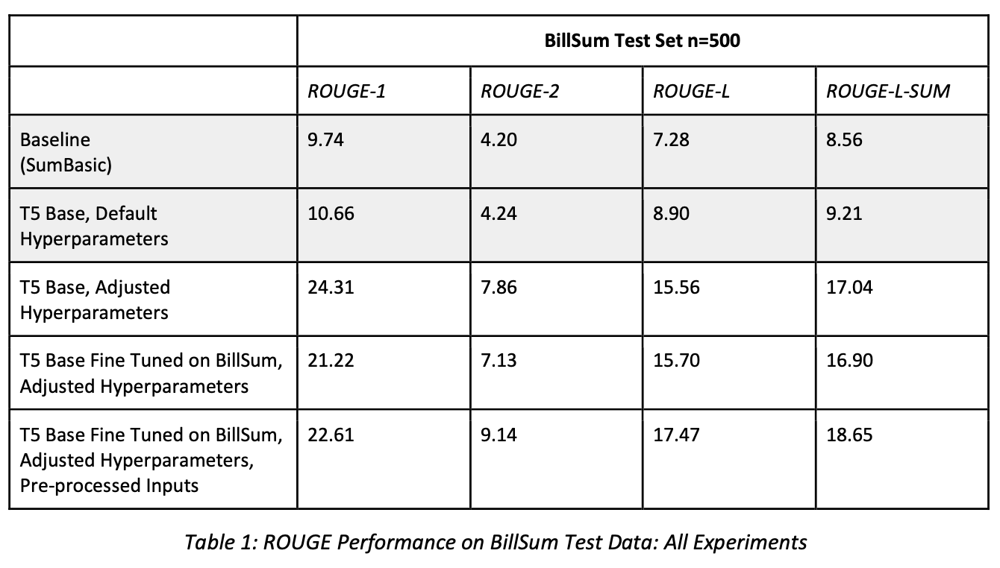 BillSum Test Set n=500
ROUGE-1 ROUGE-2 ROUGE-L ROUGE-L-SUM
Baseline
(SumBasic)
9.74 4.20 7.28 8.56
T5 Base, Default
Hyperparameters
10.66 4.24 8.90 9.21
T5 Base, Adjusted
Hyperparameters
24.31 7.86 15.56 17.04
T5 Base Fine Tuned on BillSum,
Adjusted Hyperparameters
21.22 7.13 15.70 16.90
T5 Base Fine Tuned on BillSum,
Adjusted Hyperparameters,
Pre-processed Inputs
22.61 9.14 17.47 18.65
Table 1: ROUGE Performance on BillSum Test Data: All Experiments